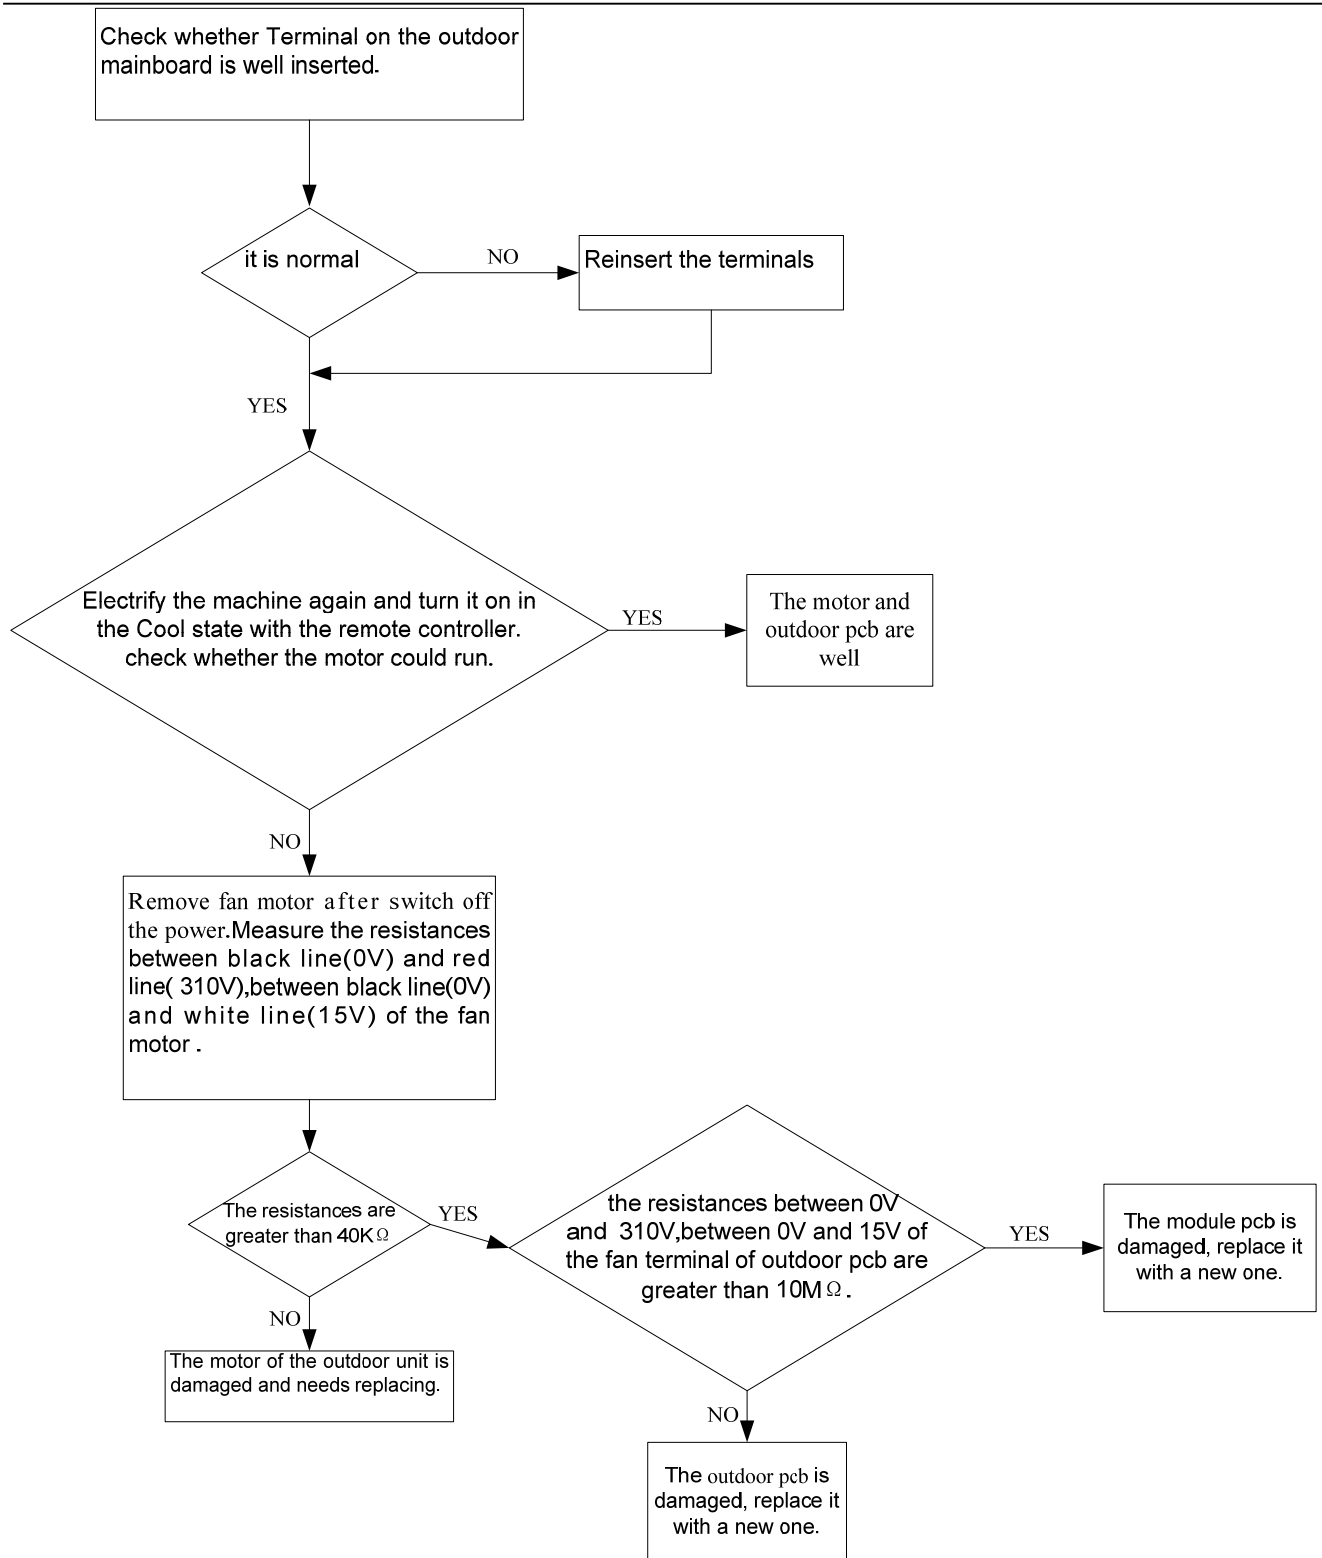 Check whether Terminal on the outdoor
mainboard is well inserted.
it is normal
NO
Reinsert the terminals
YES
Electrify the machine again and turn it on in
the Cool state with the remote controller.
check whether the motor could run.
YES
The motor and
outdoor pcb are
well
NO
Remove fan motor after switch off
the power.Measure the resistances
between black line(0V) and red
line( 310V),between black line(0V)
and white line(15V) of the fan
motor .
The resistances are
greater than 40KΩ
YES
the resistances between 0V
and 310V,between 0V and 15V of
the fan terminal of outdoor pcb are
greater than 10MΩ.
YES
The module pcb is
damaged, replace it
with a new one.
NO
The motor of the outdoor unit is
damaged and needs replacing.
NO
The outdoor pcb is
damaged, replace it
with a new one.